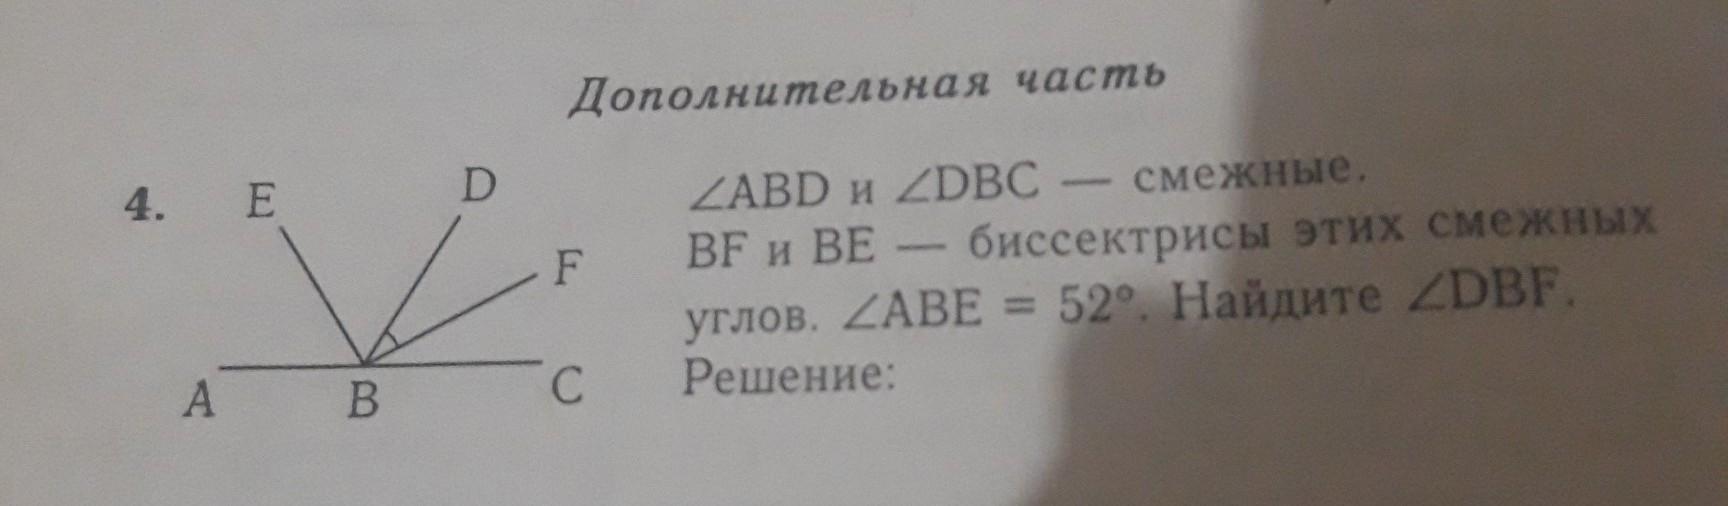 Дополнительная часть
4.
E
D
F
A
B
C
∠ABD и ∠DBC — смежные.
BF и BE — биссектрисы этих смежных
углов. ∠ABE = 52°. Найдите ∠DBF.
Решение: